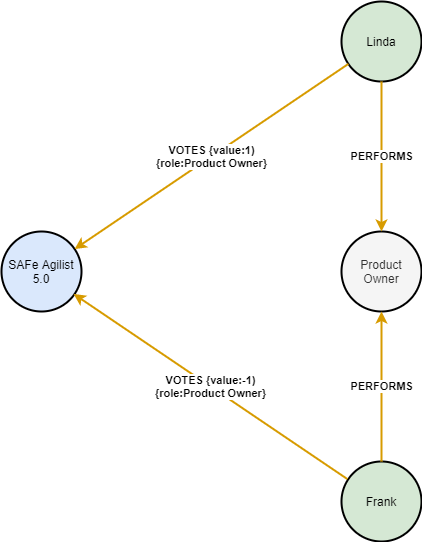 Linda
VOTES {value:1)
{role:Product Owner}
PERFORMS
SAFe Agilist
5.0
Product
Owner
VOTES {value:-1)
{role:Product Owner}
PERFORMS
Frank